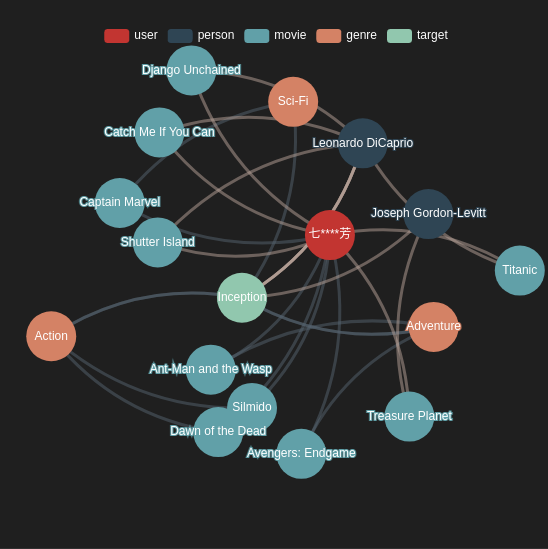 user person movie genre target
Django Unchained
Sci-Fi
Catch Me If You Can
Leonardo DiCaprio
Captain Marvel
Joseph Gordon-Levitt
七****芳
Shutter Island
Titanic
Inception
Adventure
Action
Ant-Man and the Wasp
Silmido
Treasure Planet
Dawn of the Dead
Avengers: Endgame